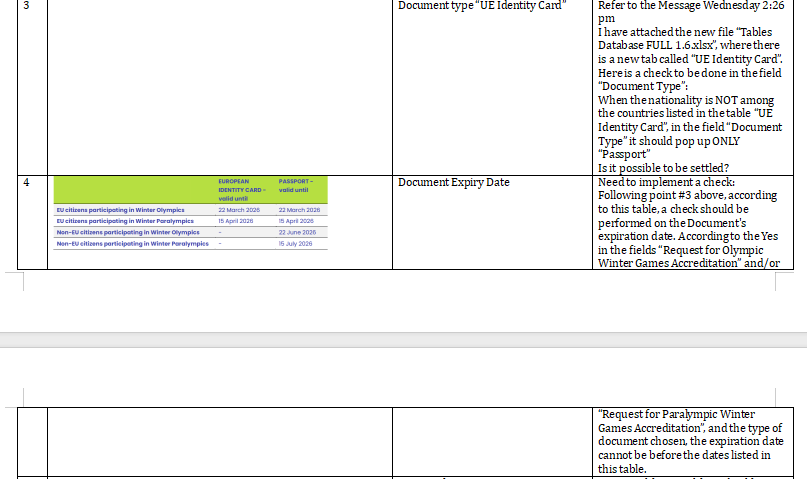 3
Document type "UE Identity Card"
Refer to the Message Wednesday 2:26
pm
I have attached the new file "Tables
Database FULL 1.6.xlsx", where there
is a new tab called "UE Identity Card".
Here is a check to be done in the field
"Document Type":
When the nationality is NOT among
the countries listed in the table "UE
Identity Card", in the field "Document
Type" it should pop up ONLY
"Passport"
Is it possible to be settled?
4
EUROPEAN
IDENTITY CARD -
valid until
PASSPORT -
valid until
EU citizens participating in Winter Olympics 22 March 2026 22 March 2026
EU citizens participating in Winter Paralympics 15 April 2026 15 April 2026
Non-EU citizens participating in Winter Olympics - 22 June 2026
Non-EU citizens participating in Winter Paralympics - 15 July 2026
Document Expiry Date
Need to implement a check:
Following point #3 above, according
to this table, a check should be
performed on the Document's
expiration date. According to the Yes
in the fields "Request for Olympic
Winter Games Accreditation" and/or
"Request for Paralympic Winter
Games Accreditation", and the type of
document chosen, the expiration date
cannot be before the dates listed in
this table.